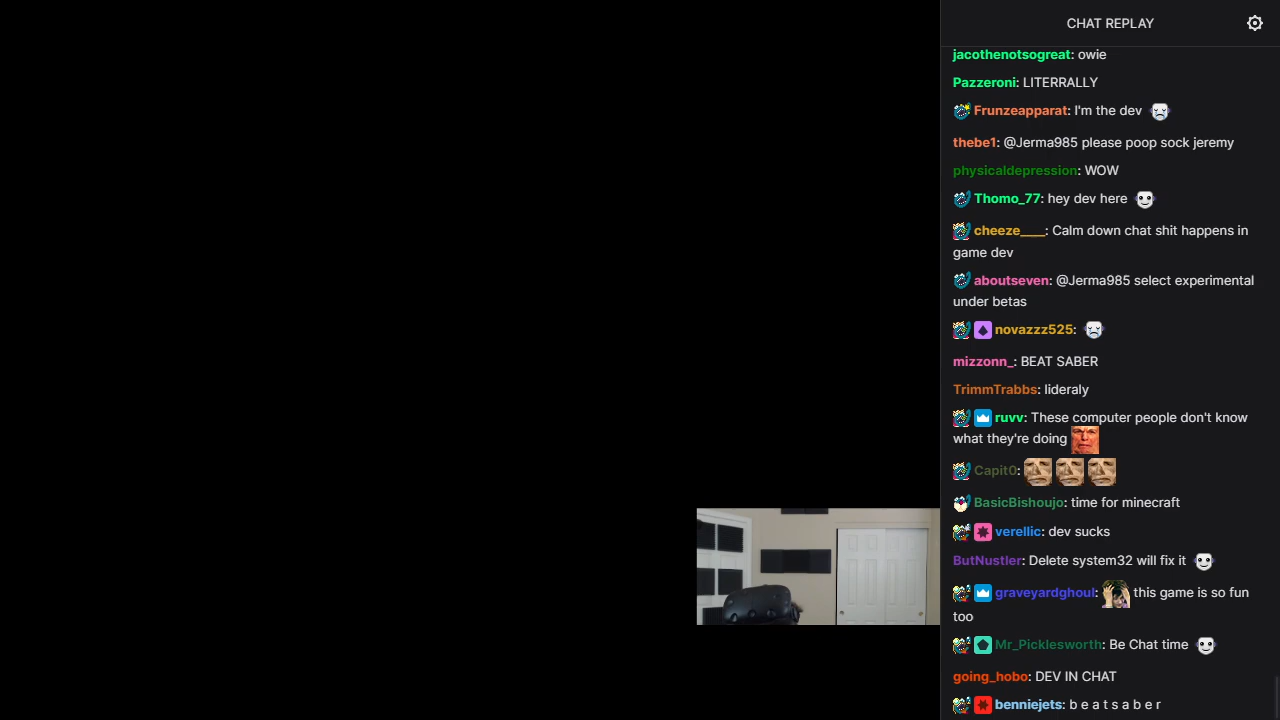 CHAT REPLAY
jacothenotsogreat: owie
Pazzeroni: LITERRALLY
Frunzeapparat: I'm the dev
thebe1: @Jerma985 please poop sock jeremy
physicaldepression: WOW
Thomo_77: hey dev here
cheeze____: Calm down chat shit happens in
game dev
aboutseven: @Jerma985 select experimental
under betas
novazzz525:
mizzonn_: BEAT SABER
TrimmTrabbs: lideraly
ruvv: These computer people don't know
what they're doing
Capit0:
BasicBishoujo: time for minecraft
verellic: dev sucks
ButNustler: Delete system32 will fix it
graveyardghoul: this game is so fun
too
Mr_Picklesworth: Be Chat time
going_hobo: DEV IN CHAT
benniejets: b e a t s a b e r